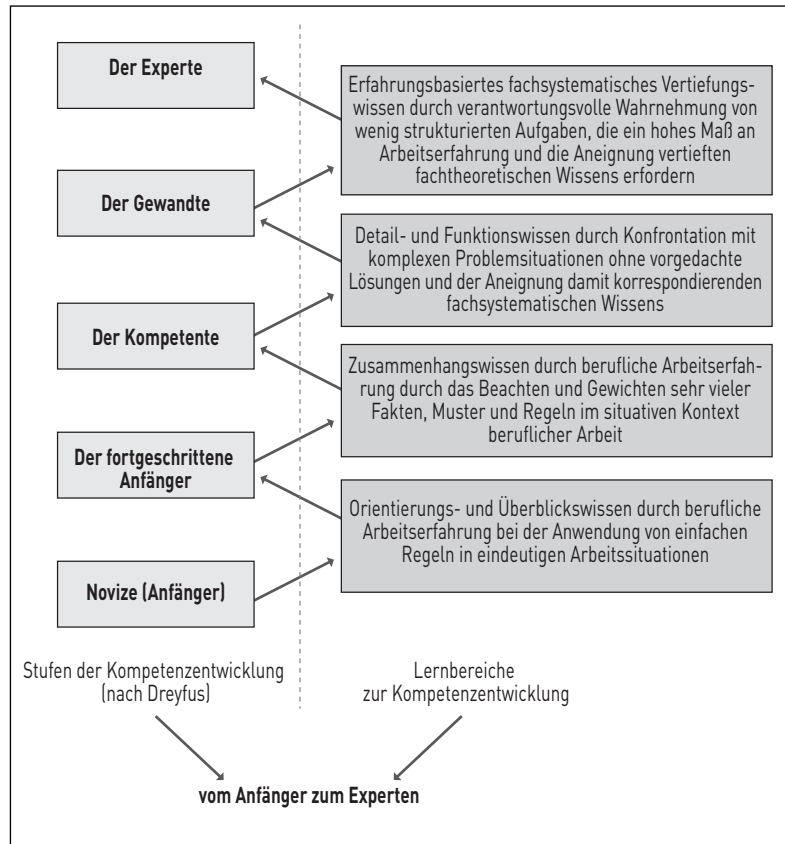 Der Experte
Erfahrungsbasiertes fachsystematisches Vertiefungs-
wissen durch verantwortungsvolle Wahrnehmung von
wenig strukturierten Aufgaben, die ein hohes Maß an
Arbeitserfahrung und die Aneignung vertieften
fachtheoretischen Wissens erfordern
Der Gewandte
Detail- und Funktionswissen durch Konfrontation mit
komplexen Problemsituationen ohne vorgedachte
Lösungen und der Aneignung damit korrespondierenden
fachsystematischen Wissens
Der Kompetente
Zusammenhangswissen durch berufliche Arbeitserfah-
rung durch das Beachten und Gewichten sehr vieler
Fakten, Muster und Regeln im situativen Kontext
beruflicher Arbeit
Der fortgeschrittene
Anfänger
Orientierungs- und Überblickswissen durch berufliche
Arbeitserfahrung bei der Anwendung von einfachen
Regeln in eindeutigen Arbeitssituationen
Novize (Anfänger)
Stufen der Kompetenzentwicklung
(nach Dreyfus)
Lernbereiche
zur Kompetenzentwicklung
vom Anfänger zum Experten